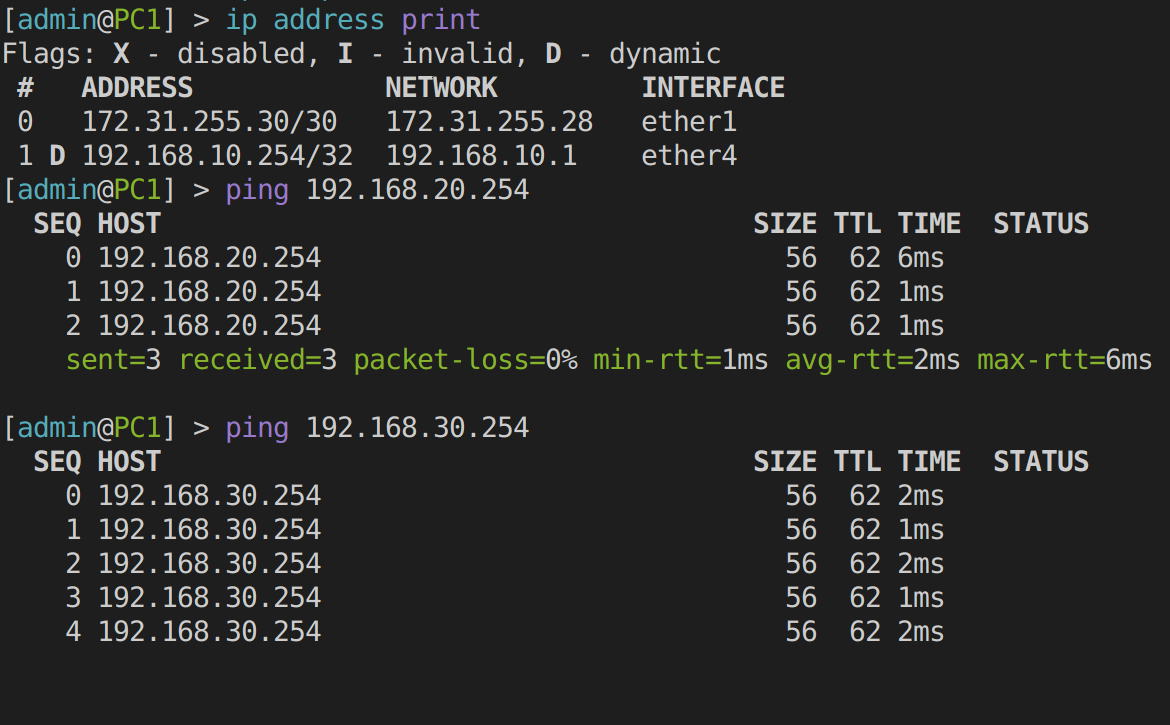 [admin@PC1] > ip address print
Flags: X - disabled, I - invalid, D - dynamic
 #   ADDRESS            NETWORK         INTERFACE
 0   172.31.255.30/30   172.31.255.28   ether1
 1 D 192.168.10.254/32  192.168.10.1    ether4
[admin@PC1] > ping 192.168.20.254
  SEQ HOST                                     SIZE TTL TIME  STATUS
    0 192.168.20.254                             56  62 6ms
    1 192.168.20.254                             56  62 1ms
    2 192.168.20.254                             56  62 1ms
    sent=3 received=3 packet-loss=0% min-rtt=1ms avg-rtt=2ms max-rtt=6ms

[admin@PC1] > ping 192.168.30.254
  SEQ HOST                                     SIZE TTL TIME  STATUS
    0 192.168.30.254                             56  62 2ms
    1 192.168.30.254                             56  62 1ms
    2 192.168.30.254                             56  62 2ms
    3 192.168.30.254                             56  62 1ms
    4 192.168.30.254                             56  62 2ms